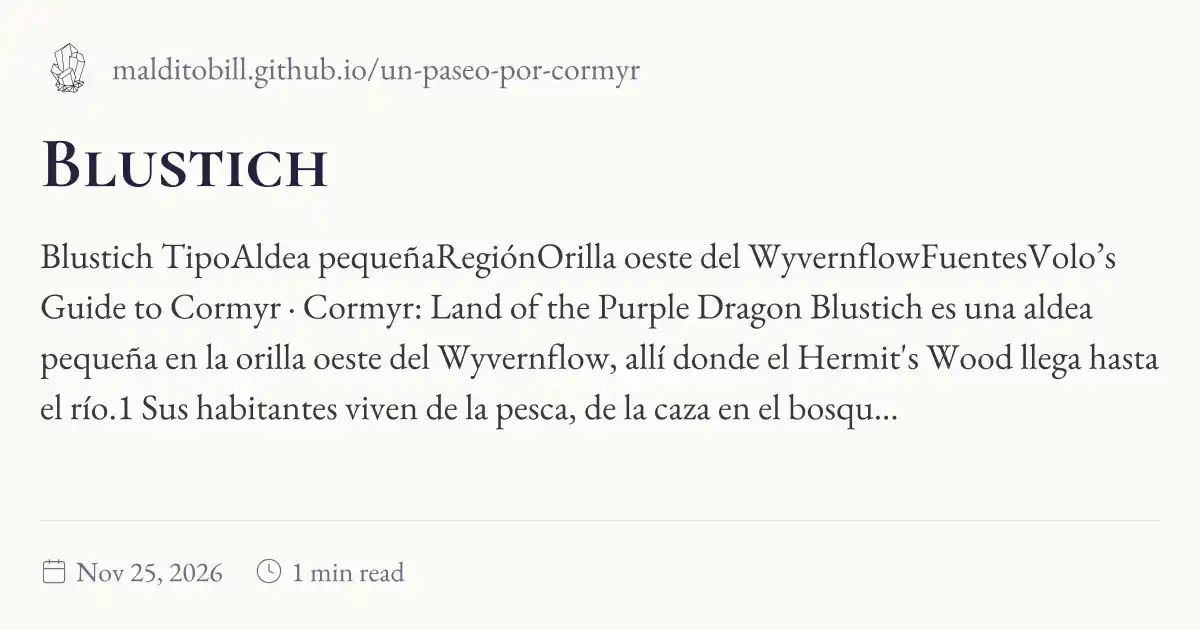 malditobill.github.io/un-paseo-por-cormyr
Blustich
Blustich TipoAldea pequeñaRegiónOrilla oeste del WyvernflowFuentesVolo’s
Guide to Cormyr · Cormyr: Land of the Purple Dragon Blustich es una aldea
pequeña en la orilla oeste del Wyvernflow, allí donde el Hermit's Wood llega hasta
el río.1 Sus habitantes viven de la pesca, de la caza en el bosqu...
Nov 25, 2026 1 min read